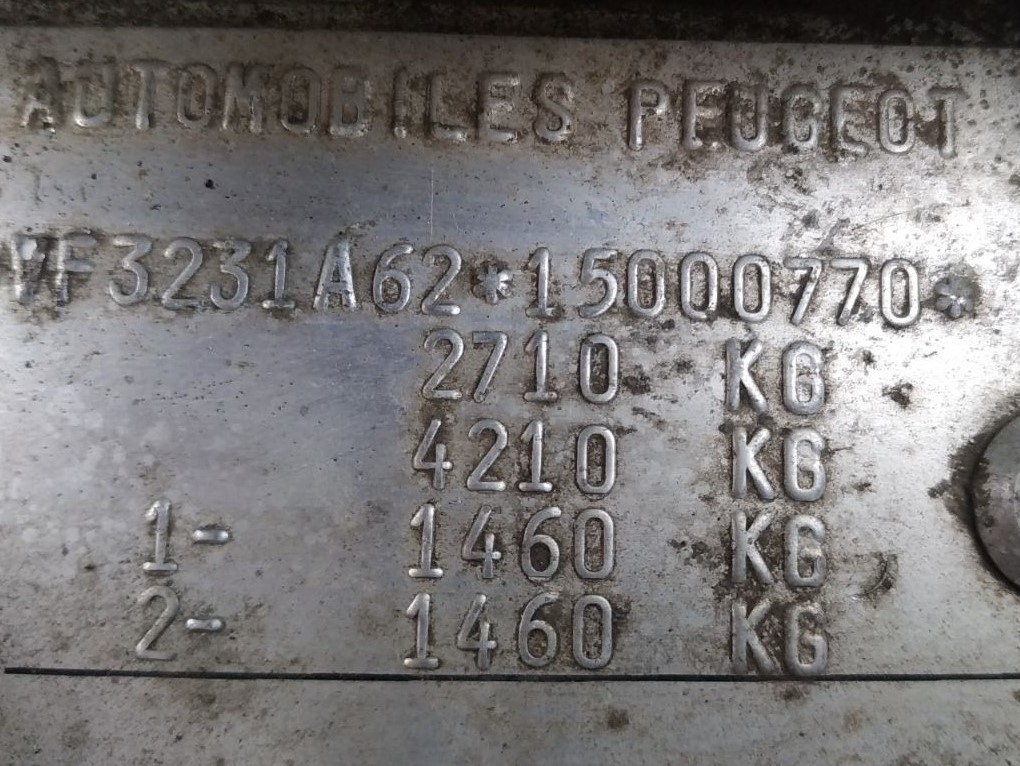 AUTOMOBILES PEUGEOT
VF3231A62*15000770*
2710 KG
4210 KG
1- 1460 KG
2- 1460 KG